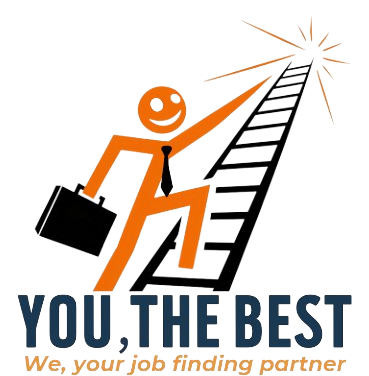 YOU,THE BEST
We, your job finding partner